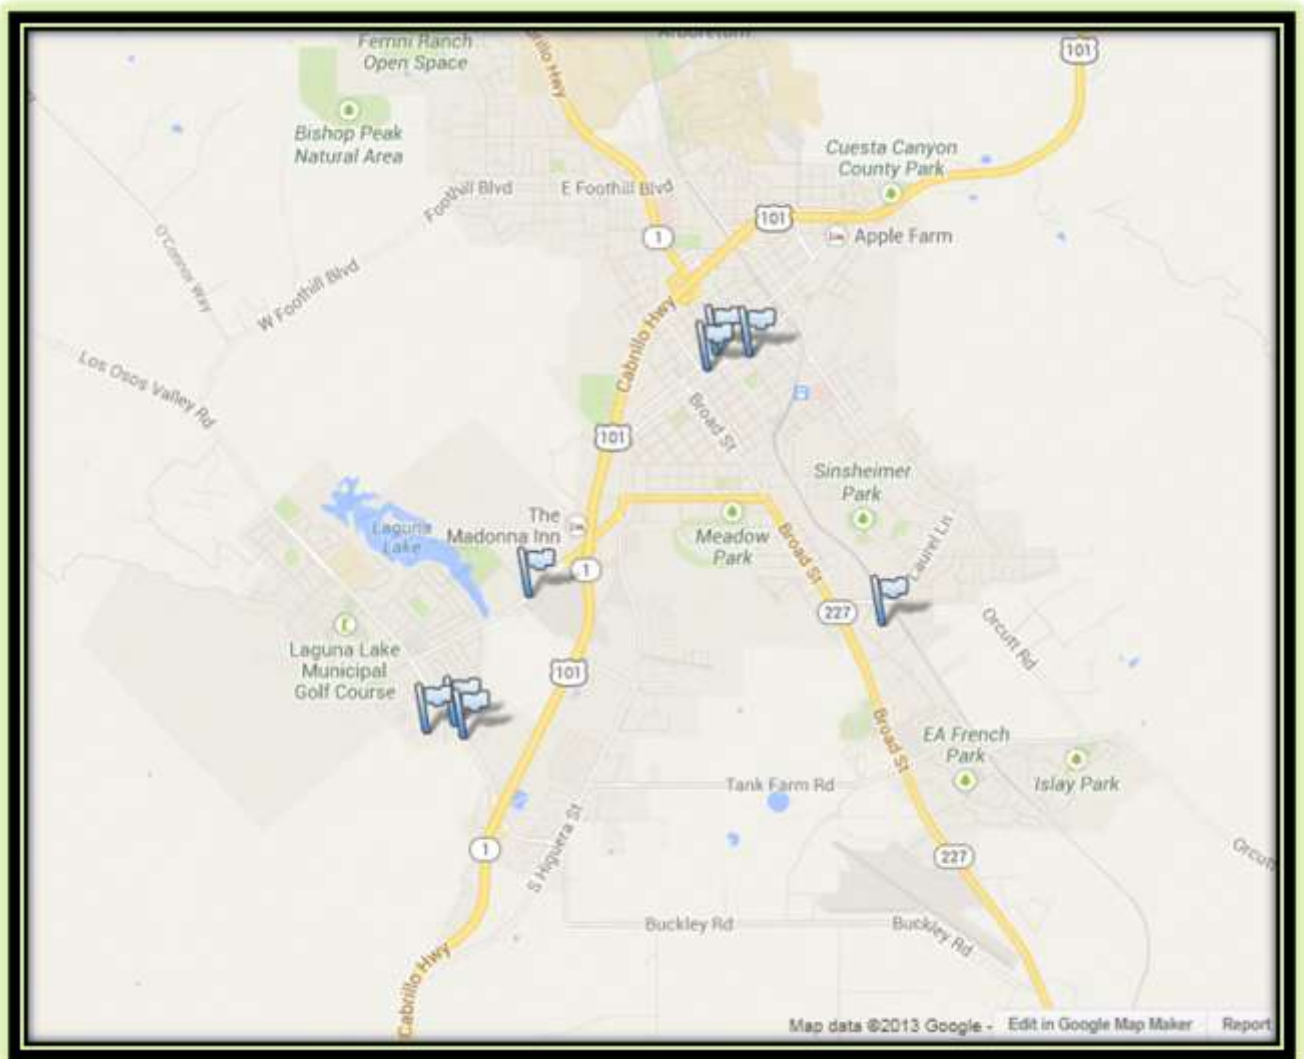 Ferrini Ranch
Open Space
Arboretum
101
Bishop Peak
Natural Area
Cuesta Canyon
County Park
Foothill Blvd
E Foothill Blvd
101
1
Apple Farm
O'Connor Way
W Foothill Blvd
Cabrillo Hwy
Los Osos Valley Rd
Broad St
101
Sinsheimer
Park
The
Madonna Inn
Laguna
Lake
Meadow
Park
Broad St
Laurel Ln
1
227
Orcutt Rd
Laguna Lake
Municipal
Golf Course
101
Broad St
EA French
Park
Islay Park
Tank Farm Rd
S Higuera St
1
227
Buckley Rd
Buckley Rd
Cabrillo Hwy
Map data ©2013 Google -
Edit in Google Map Maker
Report